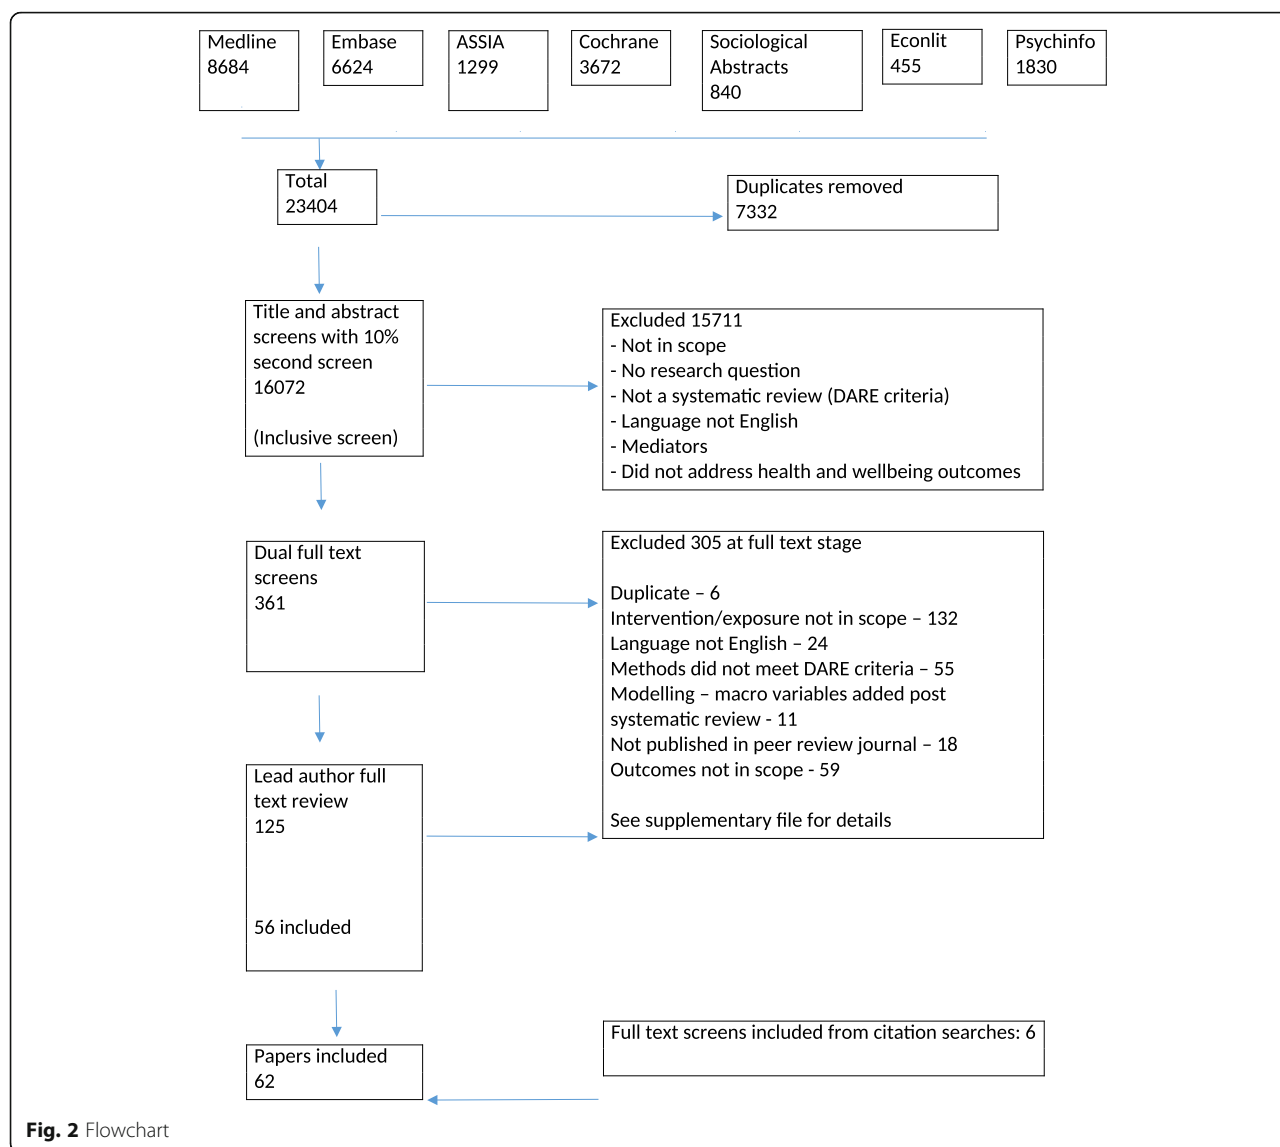 Medline
8684
Embase
6624
ASSIA
1299
Cochrane
3672
Sociological
Abstracts
840
Econlit
455
Psychinfo
1830
Total
23404
Duplicates removed
7332
Title and abstract
screens with 10%
second screen
16072
(Inclusive screen)
Excluded 15711
- Not in scope
- No research question
- Not a systematic review (DARE criteria)
- Language not English
- Mediators
- Did not address health and wellbeing outcomes
Dual full text
screens
361
Excluded 305 at full text stage
Duplicate – 6
Intervention/exposure not in scope – 132
Language not English – 24
Methods did not meet DARE criteria – 55
Modelling – macro variables added post
systematic review - 11
Not published in peer review journal – 18
Outcomes not in scope - 59
See supplementary file for details
Lead author full
text review
125
56 included
Full text screens included from citation searches: 6
Papers included
62
Fig. 2 Flowchart